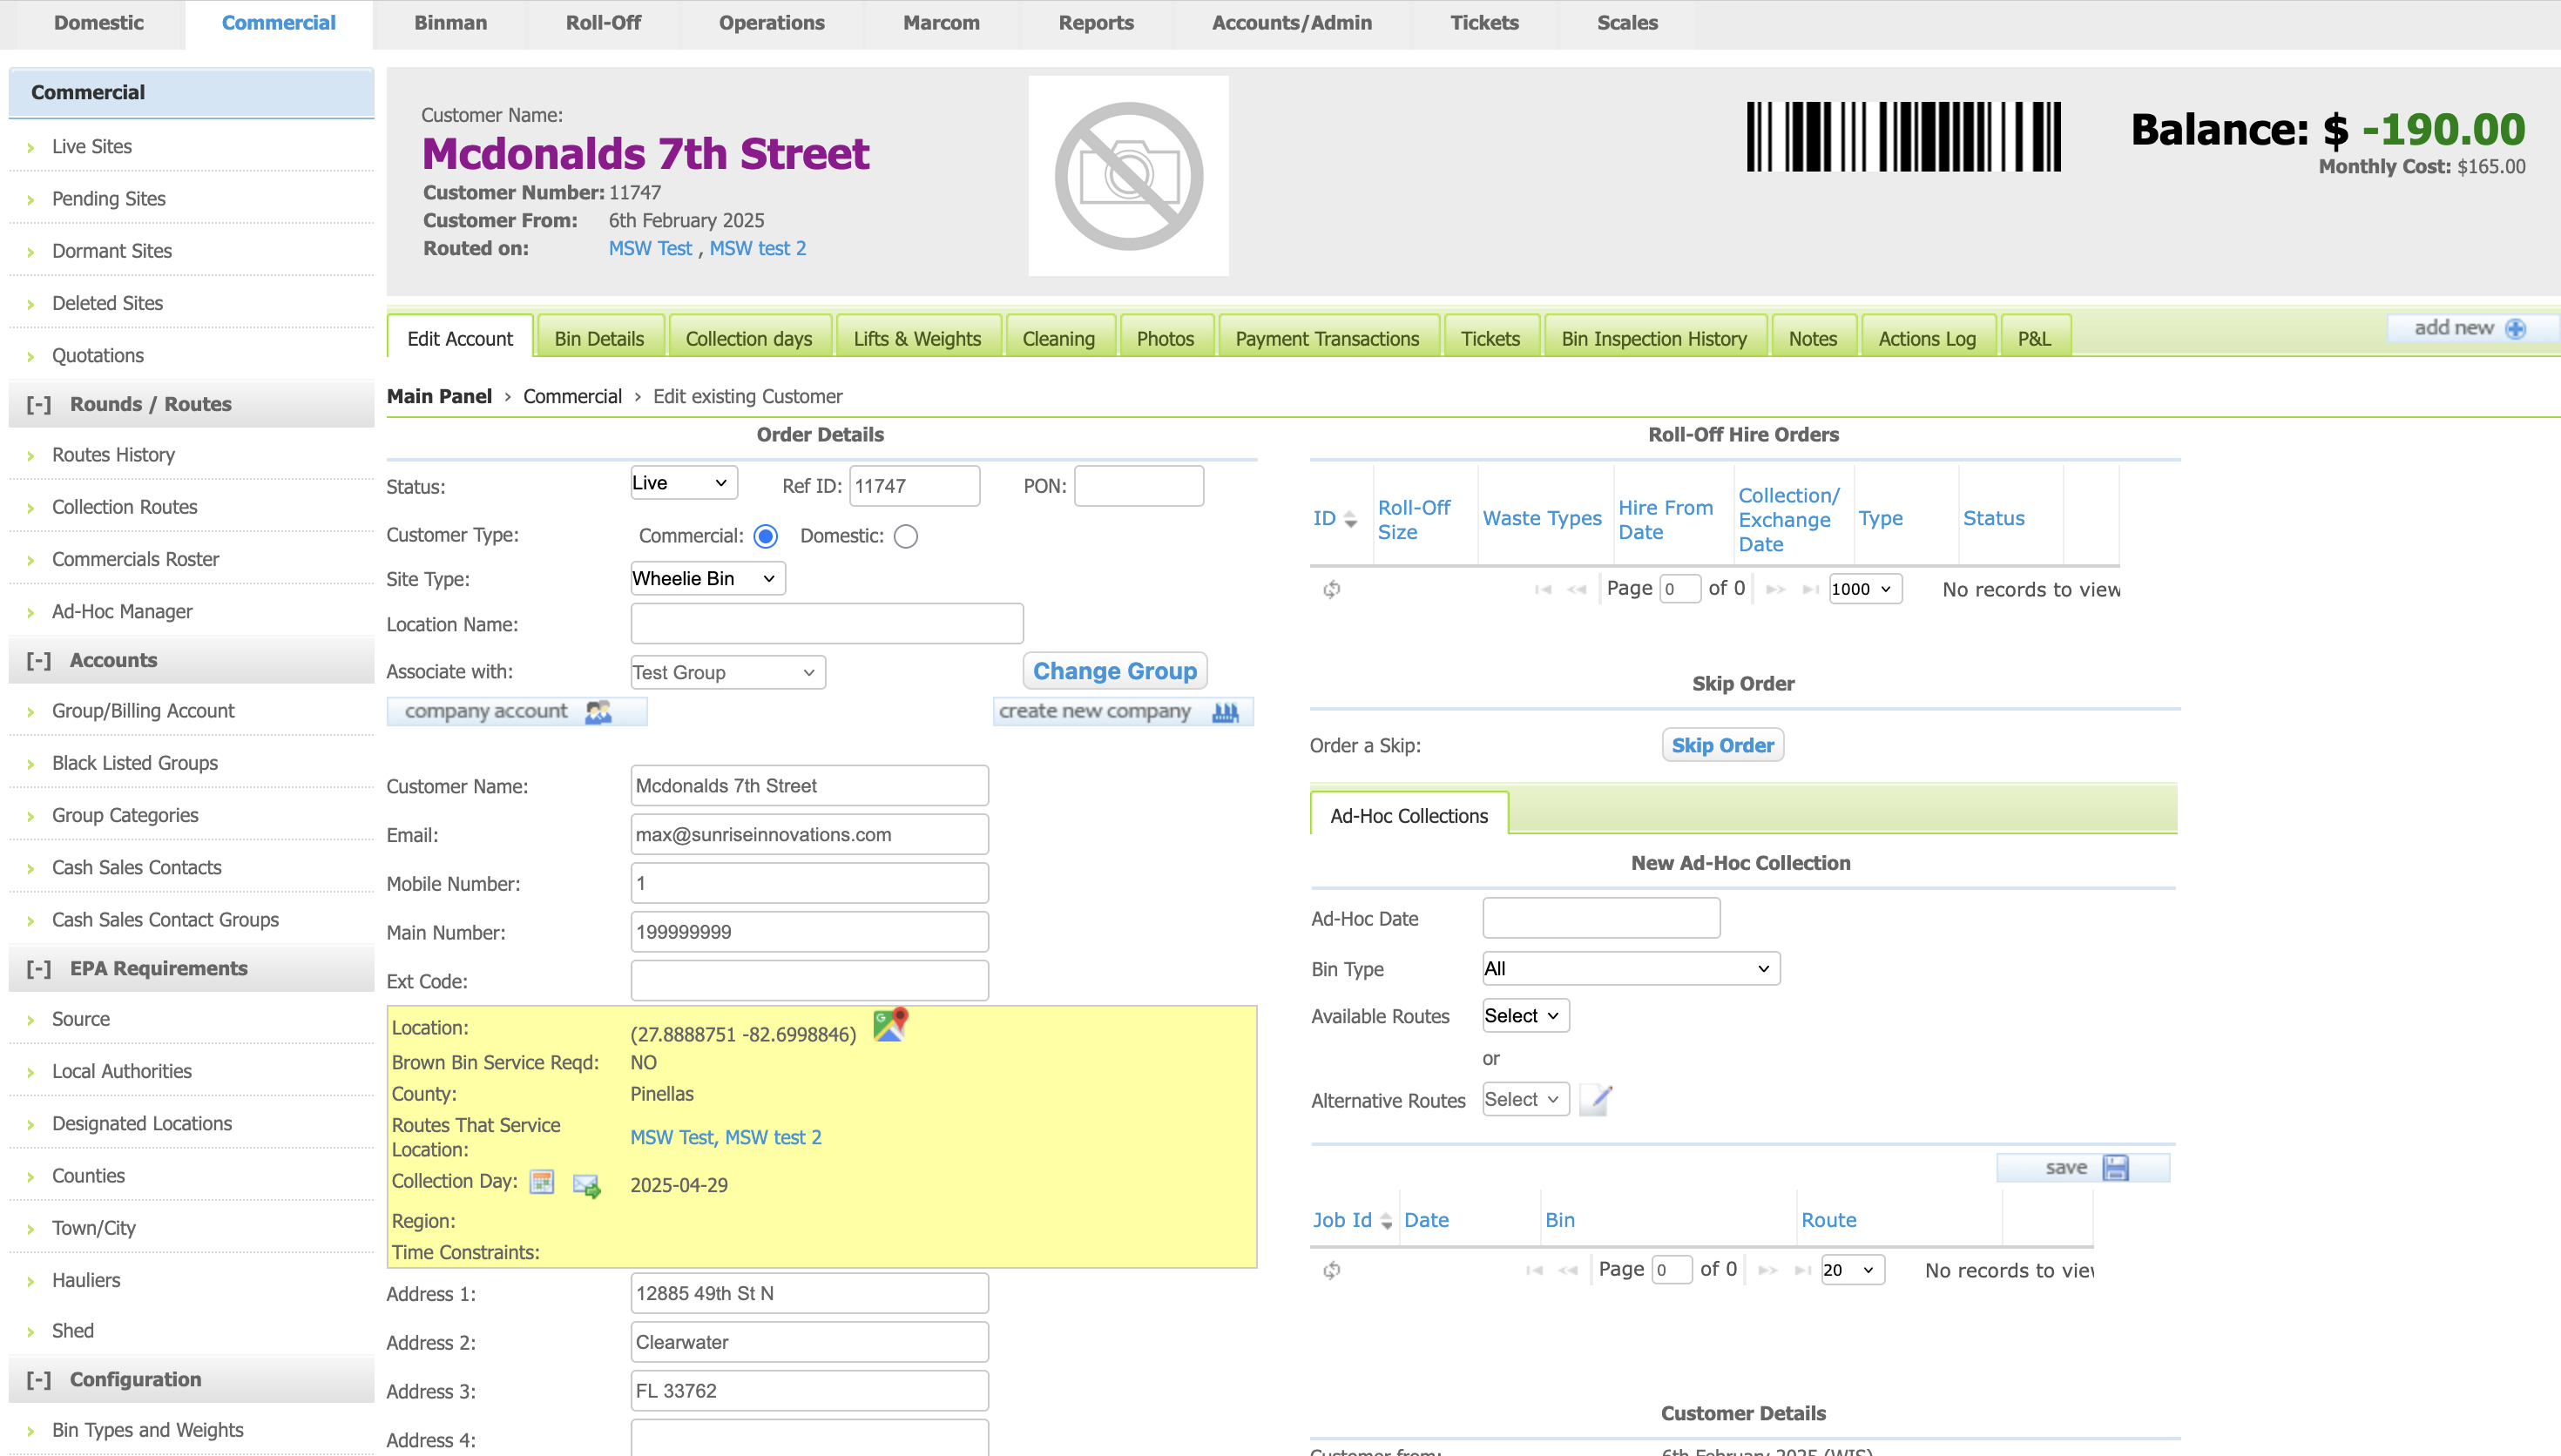 Domestic Commercial Binman Roll-Off Operations Marcom Reports Accounts/Admin Tickets Scales
Commercial
Live Sites
Pending Sites
Dormant Sites
Deleted Sites
Quotations
[-] Rounds / Routes
Routes History
Collection Routes
Commercials Roster
Ad-Hoc Manager
[-] Accounts
Group/Billing Account
Black Listed Groups
Group Categories
Cash Sales Contacts
Cash Sales Contact Groups
[-] EPA Requirements
Source
Local Authorities
Designated Locations
Counties
Town/City
Hauliers
Shed
[-] Configuration
Bin Types and Weights
Customer Name:
Mcdonalds 7th Street
Customer Number: 11747
Customer From: 6th February 2025
Routed on: MSW Test , MSW test 2
Balance: $ -190.00
Monthly Cost: $165.00
Edit Account Bin Details Collection days Lifts & Weights Cleaning Photos Payment Transactions Tickets Bin Inspection History Notes Actions Log P&L
add new
Main Panel › Commercial › Edit existing Customer
Order Details
Status: Live Ref ID: 11747 PON:
Customer Type: Commercial: Domestic:
Site Type: Wheelie Bin
Location Name:
Associate with: Test Group Change Group
company account create new company
Customer Name: Mcdonalds 7th Street
Email: max@sunriseinnovations.com
Mobile Number: 1
Main Number: 199999999
Ext Code:
Location: (27.8888751 -82.6998846)
Brown Bin Service Reqd: NO
County: Pinellas
Routes That Service
Location:
MSW Test, MSW test 2
Collection Day: 2025-04-29
Region:
Time Constraints:
Address 1: 12885 49th St N
Address 2: Clearwater
Address 3: FL 33762
Address 4:
Roll-Off Hire Orders
ID
Roll-Off
Size
Waste Types
Hire From
Date
Collection/
Exchange
Date
Type
Status
Page 0 of 0 1000 No records to view
Skip Order
Order a Skip: Skip Order
Ad-Hoc Collections
New Ad-Hoc Collection
Ad-Hoc Date
Bin Type All
Available Routes Select
or
Alternative Routes Select
save
Job Id Date Bin Route
Page 0 of 0 20 No records to
Customer Details
Customer from: 6th February 2025 (WIS)